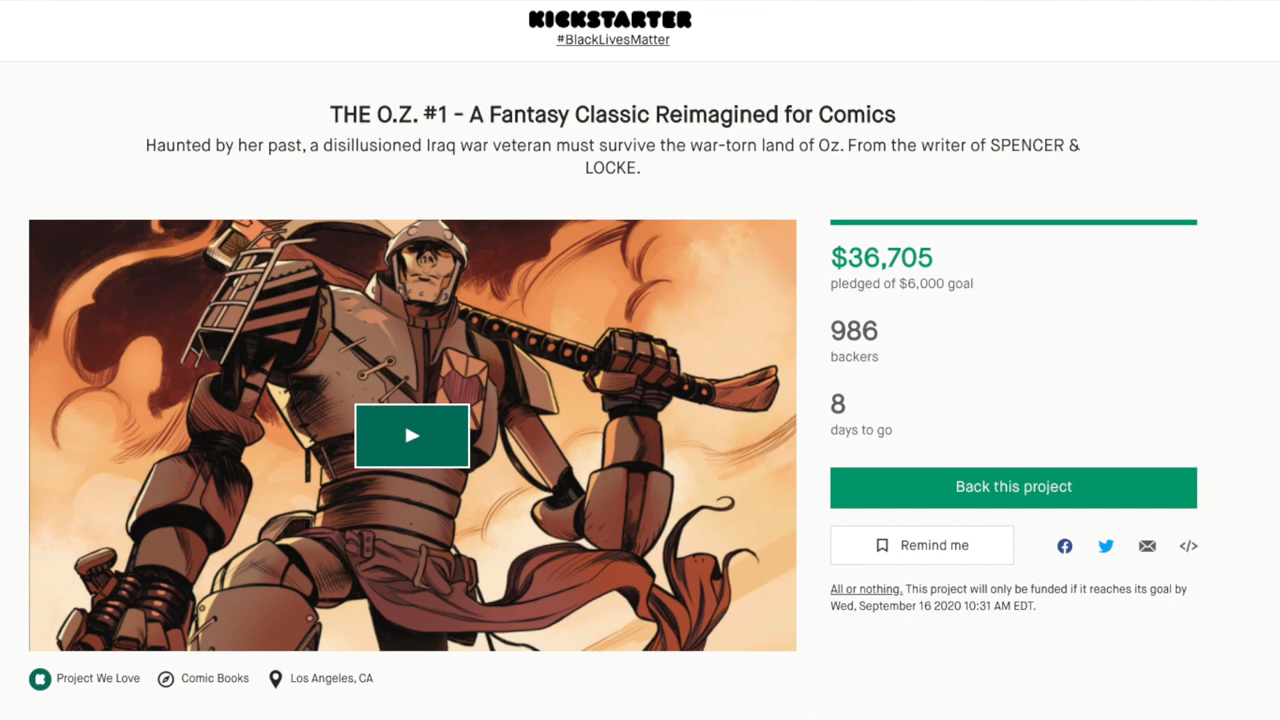 KICKSTARTER
#BlackLivesMatter
THE O.Z. #1 - A Fantasy Classic Reimagined for Comics
Haunted by her past, a disillusioned Iraq war veteran must survive the war-torn land of Oz. From the writer of SPENCER &
LOCKE.
$36,705
pledged of $6,000 goal
986
backers
8
days to go
Back this project
Remind me
</>
All or nothing. This project will only be funded if it reaches its goal by
Wed, September 16 2020 10:31 AM EDT.
Project We Love Comic Books Los Angeles, CA